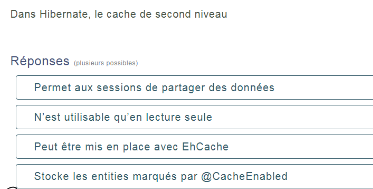 Dans Hibernate, le cache de second niveau
Réponses (plusieurs possibles)
Permet aux sessions de partager des données
N'est utilisable qu'en lecture seule
Peut être mis en place avec EhCache
Stocke les entities marqués par @CacheEnabled